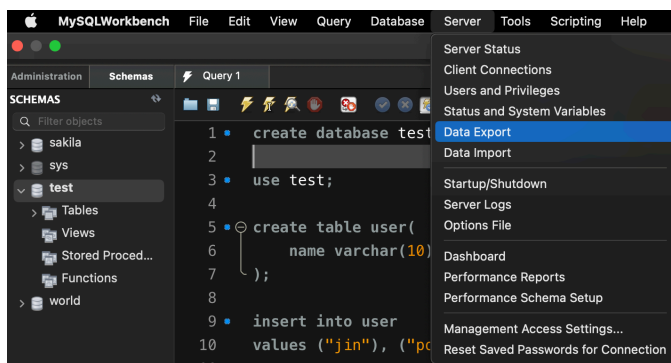 MySQLWorkbench File Edit View Query Database Server Tools Scripting Help
Administration Schemas Query 1
SCHEMAS
Filter objects
sakila
sys
test
Tables
Views
Stored Proced...
Functions
world
1 create database test
2
3 use test;
4
5 create table user(
6 name varchar(10)
7 );
8
9 insert into user
10 values ("jin"), ("po
Server Status
Client Connections
Users and Privileges
Status and System Variables
Data Export
Data Import
Startup/Shutdown
Server Logs
Options File
Dashboard
Performance Reports
Performance Schema Setup
Management Access Settings...
Reset Saved Passwords for Connection